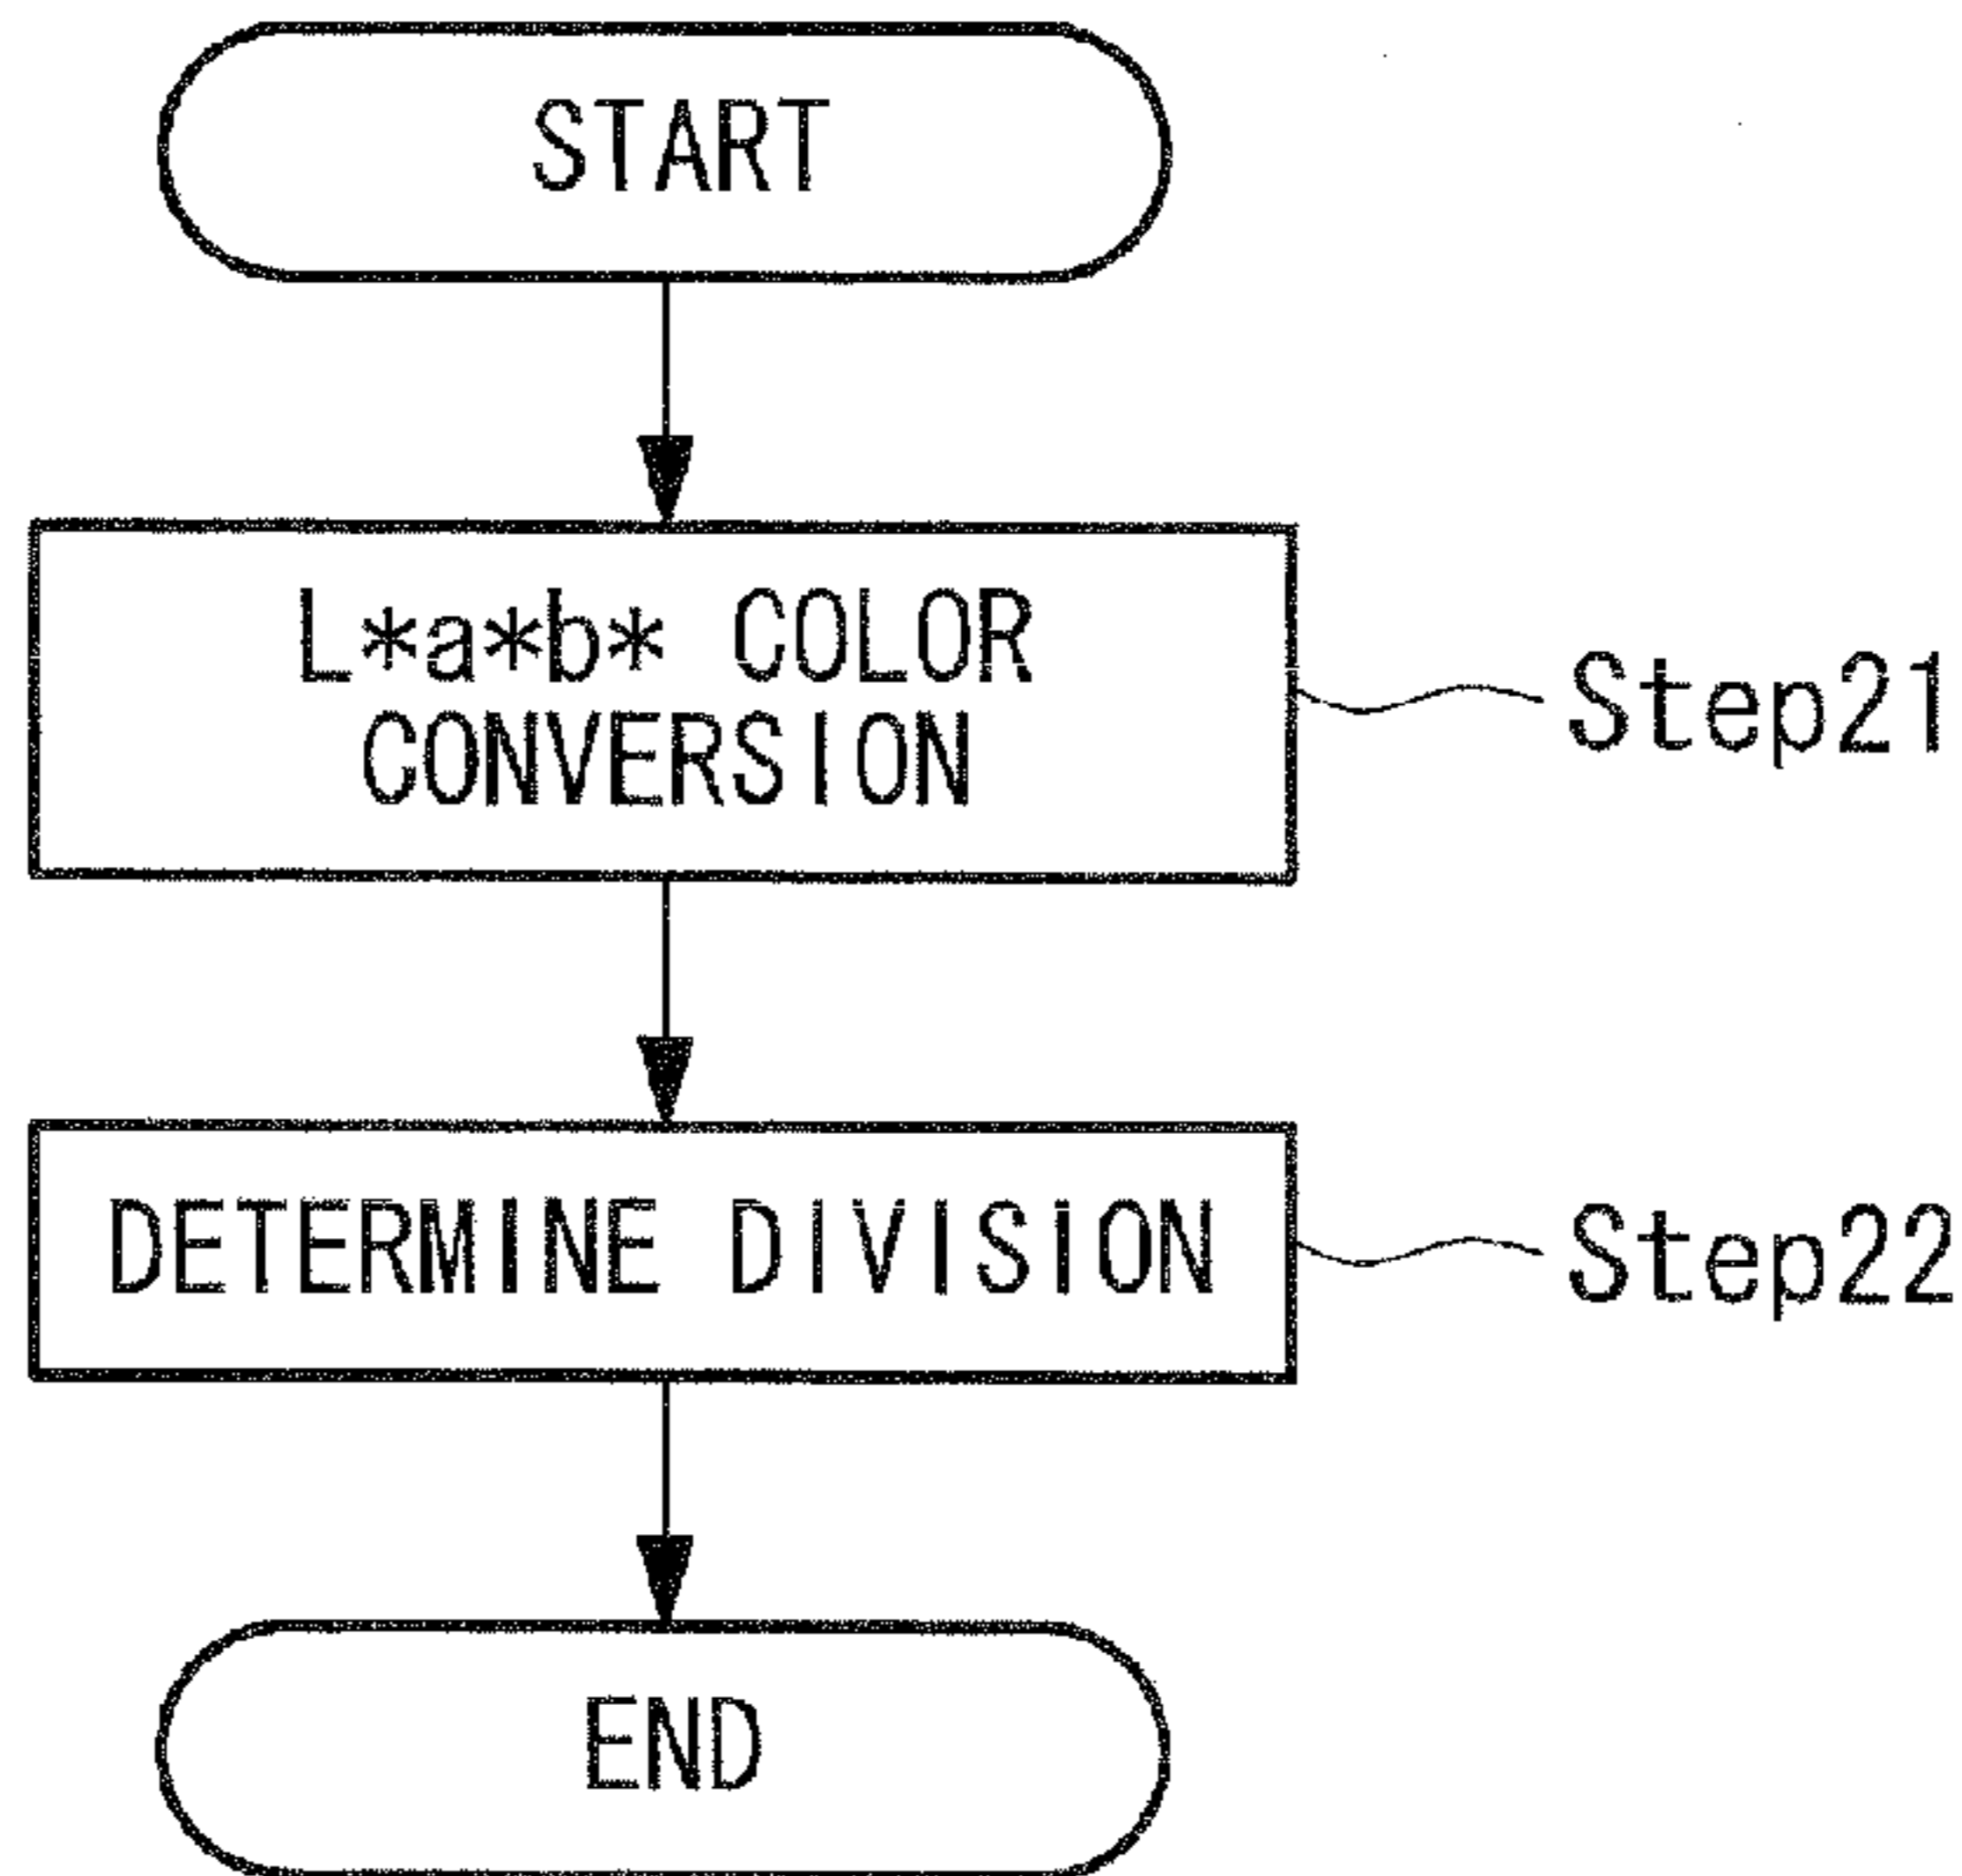 START
L*a*b* COLOR
CONVERSION
Step21
DETERMINE DIVISION
Step22
END